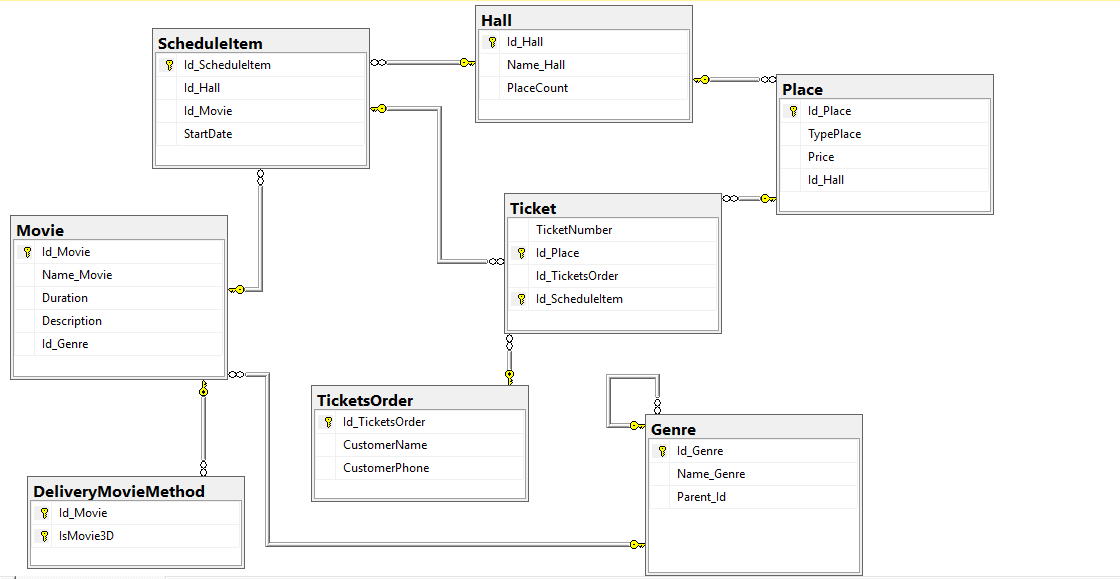 ScheduleItem
Id_ScheduleItem
Id_Hall
Id_Movie
StartDate
Hall
Id_Hall
Name_Hall
PlaceCount
Place
Id_Place
TypePlace
Price
Id_Hall
Movie
Id_Movie
Name_Movie
Duration
Description
Id_Genre
Ticket
TicketNumber
Id_Place
Id_TicketsOrder
Id_ScheduleItem
TicketsOrder
Id_TicketsOrder
CustomerName
CustomerPhone
Genre
Id_Genre
Name_Genre
Parent_Id
DeliveryMovieMethod
Id_Movie
IsMovie3D